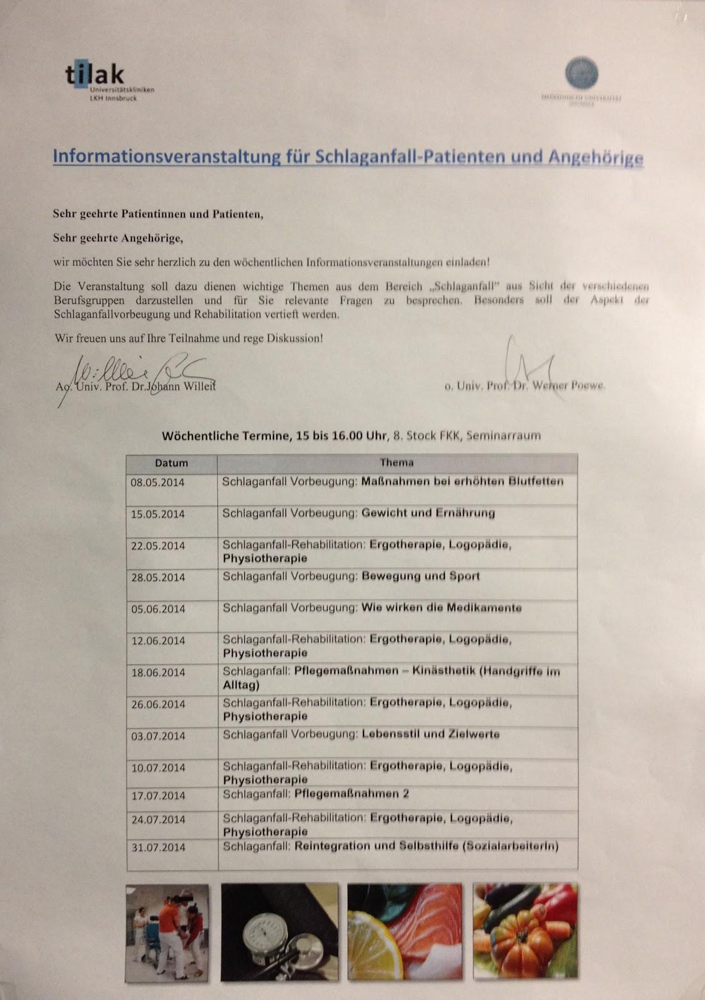 tilak
Universitätskliniken
LKH Innsbruck
MEDIZINISCHE UNIVERSITÄT
INNSBRUCK
Informationsveranstaltung für Schlaganfall-Patienten und Angehörige
Sehr geehrte Patientinnen und Patienten,
Sehr geehrte Angehörige,
wir möchten Sie sehr herzlich zu den wöchentlichen Informationsveranstaltungen einladen!
Die Veranstaltung soll dazu dienen wichtige Themen aus dem Bereich „Schlaganfall" aus Sicht der verschiedenen
Berufsgruppen darzustellen und für Sie relevante Fragen zu besprechen. Besonders soll der Aspekt der
Schlaganfallvorbeugung und Rehabilitation vertieft werden.
Wir freuen uns auf Ihre Teilnahme und rege Diskussion!
Ao. Univ. Prof. Dr.Johann Willeit
o. Univ. Prof. Dr. Werner Poewe.
Wöchentliche Termine, 15 bis 16.00 Uhr, 8. Stock FKK, Seminarraum
Datum Thema
08.05.2014 Schlaganfall Vorbeugung: Maßnahmen bei erhöhten Blutfetten
15.05.2014 Schlaganfall Vorbeugung: Gewicht und Ernährung
22.05.2014 Schlaganfall-Rehabilitation: Ergotherapie, Logopädie,
Physiotherapie
28.05.2014 Schlaganfall Vorbeugung: Bewegung und Sport
05.06.2014 Schlaganfall Vorbeugung: Wie wirken die Medikamente
12.06.2014 Schlaganfall-Rehabilitation: Ergotherapie, Logopädie,
Physiotherapie
18.06.2014 Schlaganfall: Pflegemaßnahmen – Kinästhetik (Handgriffe im
Alltag)
26.06.2014 Schlaganfall-Rehabilitation: Ergotherapie, Logopädie,
Physiotherapie
03.07.2014 Schlaganfall Vorbeugung: Lebensstil und Zielwerte
10.07.2014 Schlaganfall-Rehabilitation: Ergotherapie, Logopädie,
Physiotherapie
17.07.2014 Schlaganfall: Pflegemaßnahmen 2
24.07.2014 Schlaganfall-Rehabilitation: Ergotherapie, Logopädie,
Physiotherapie
31.07.2014 Schlaganfall: Reintegration und Selbsthilfe (SozialarbeiterIn)